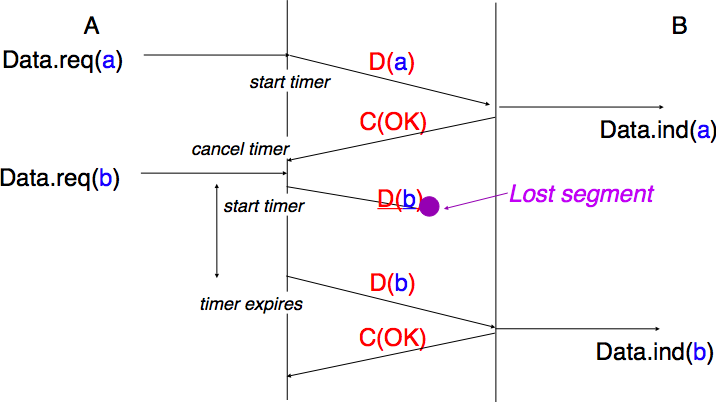 A
B
Data.req(a)
D(a)
start timer
C(OK)
Data.ind(a)
cancel timer
Data.req(b)
D(b)
Lost segment
start timer
D(b)
timer expires
C(OK)
Data.ind(b)